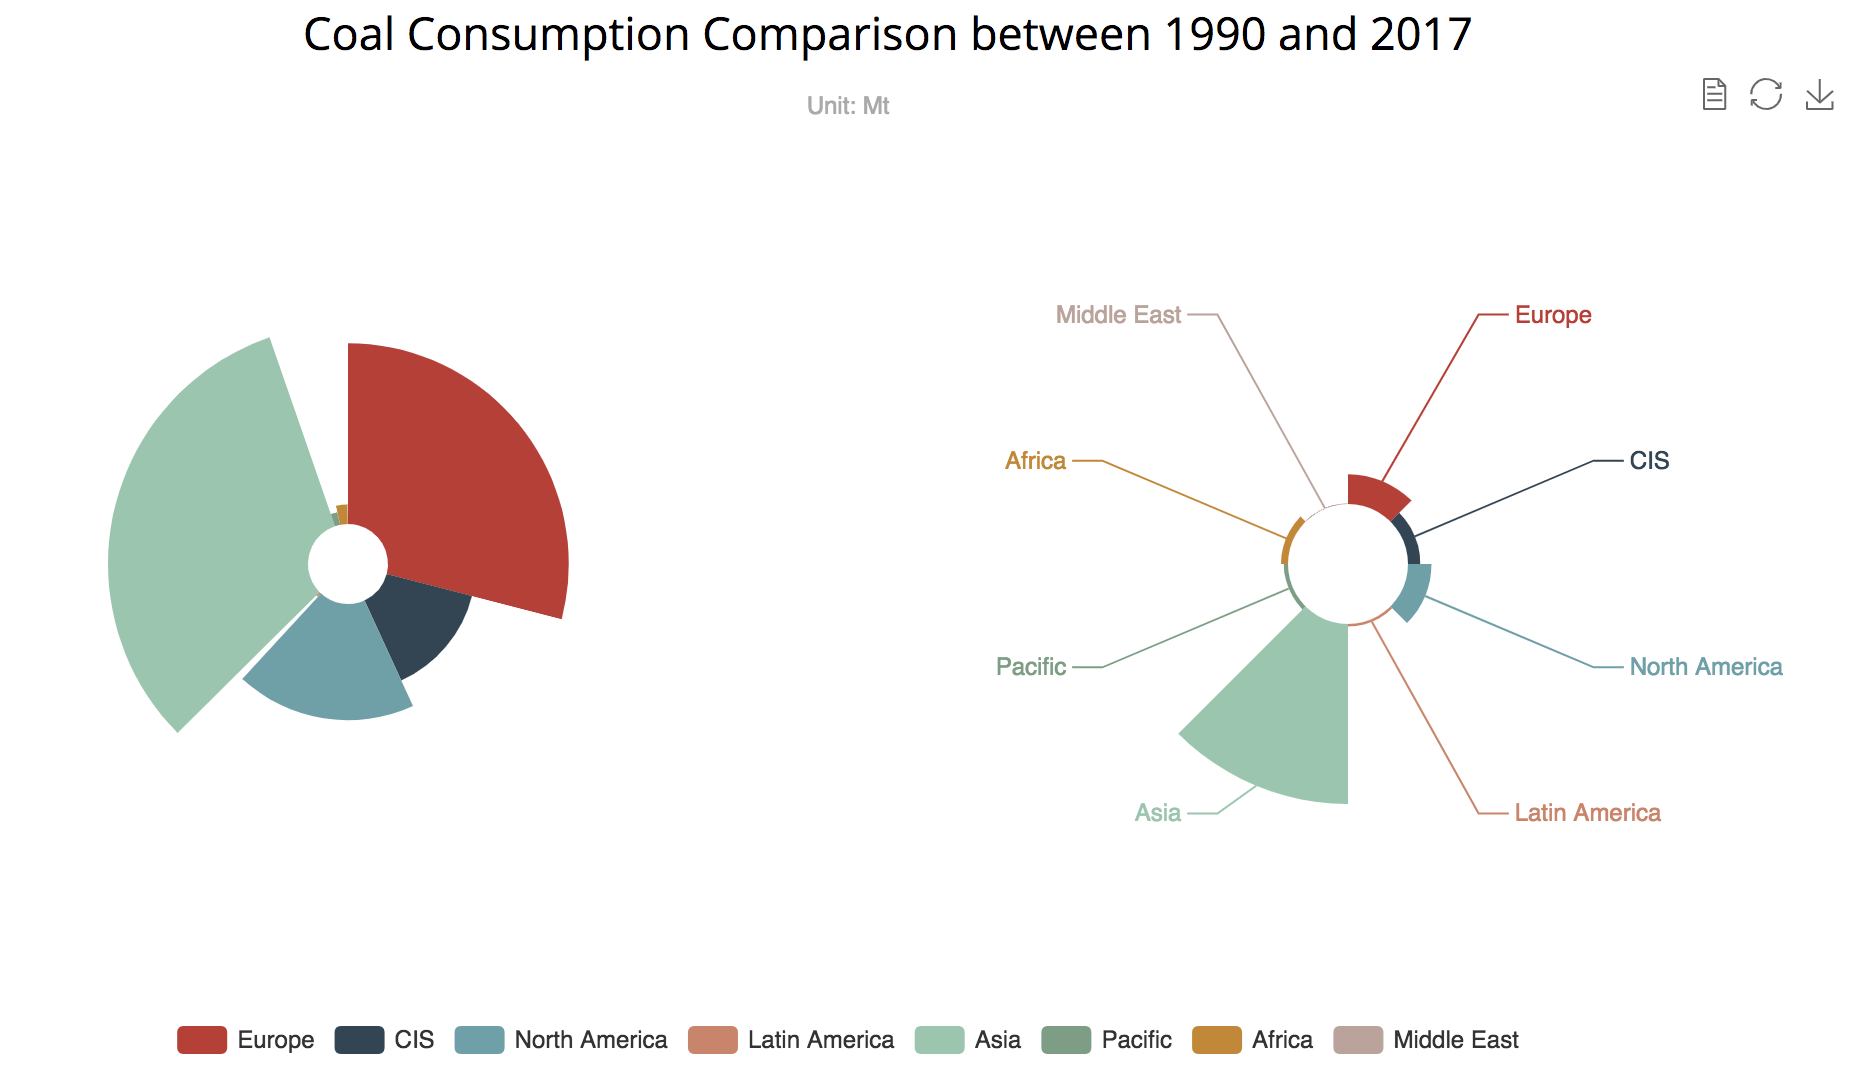 Coal Consumption Comparison between 1990 and 2017
Unit: Mt
Middle East
Europe
Africa
CIS
Pacific
North America
Asia
Latin America
Europe CIS North America Latin America Asia Pacific Africa Middle East